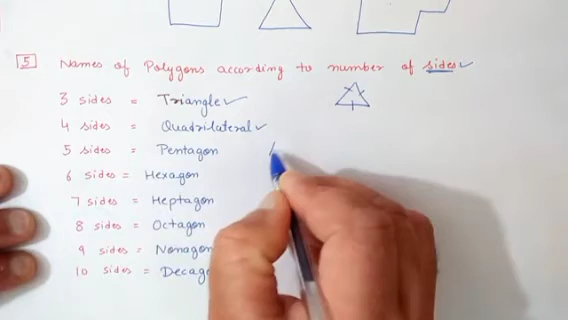 5 Names of Polygons according to number of sides
3 sides = Triangle
4 sides = Quadrilateral
5 sides = Pentagon
6 sides = Hexagon
7 sides = Heptagon
8 sides = Octagon
9 sides = Nonagon
10 sides = Decago